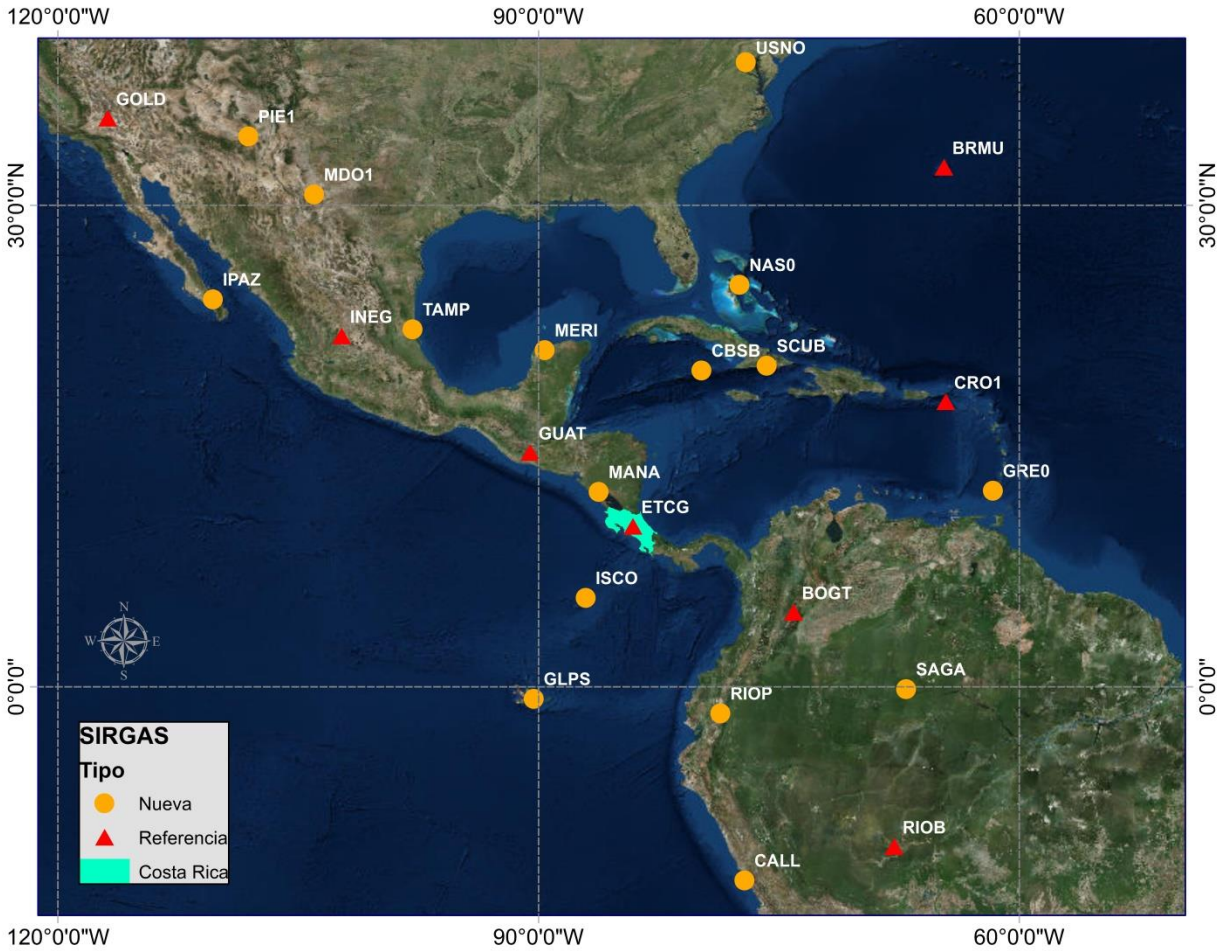 120°0'0"W
90°0'0"W
60°0'0"W
USNO
GOLD
PIE1
BRMU
MDO1
30°0'0"N
30°0'0"N
NAS0
IPAZ
INEG
TAMP
MERI
CBSB
SCUB
CRO1
GUAT
MANA
GRE0
ETCG
ISCO
BOGT
N
W
E
S
SAGA
GLPS
RIOP
0°0'0"
0°0'0"
SIRGAS
Tipo
Nueva
Referencia
Costa Rica
RIOB
CALL
120°0'0"W
90°0'0"W
60°0'0"W